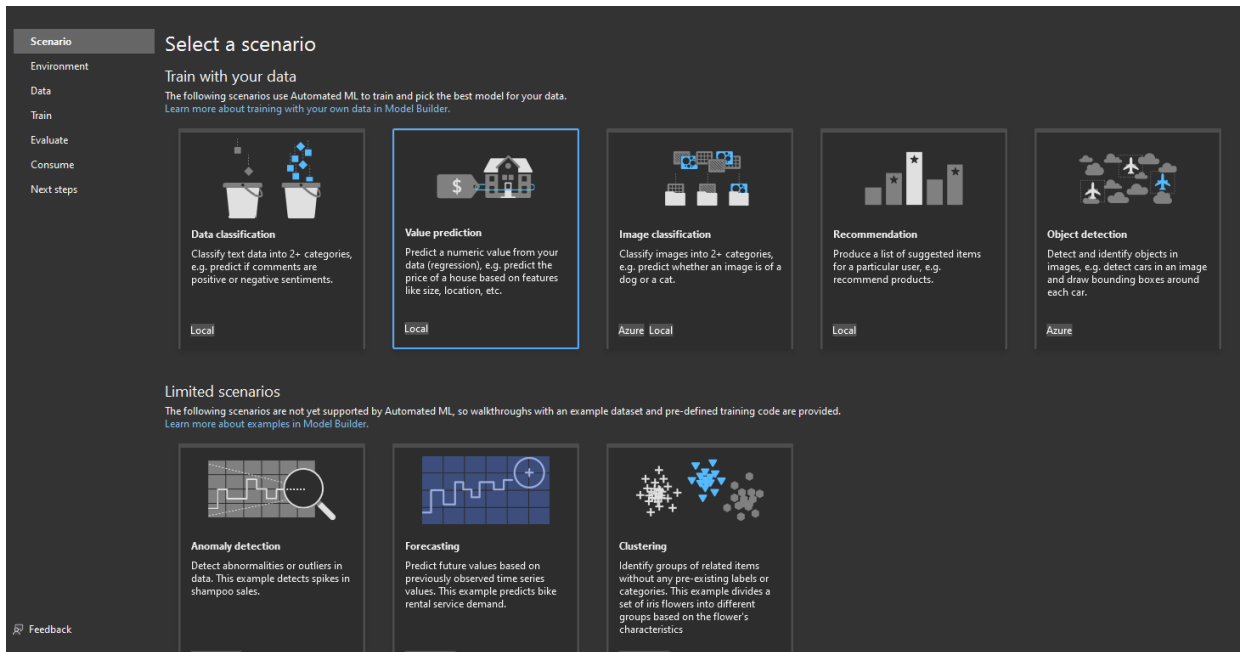 Scenario
Environment
Data
Train
Evaluate
Consume
Next steps
Feedback
Select a scenario
Train with your data
The following scenarios use Automated ML to train and pick the best model for your data.
Learn more about training with your own data in Model Builder.
Data classification
Classify text data into 2+ categories,
e.g. predict if comments are
positive or negative sentiments.
Local
$
Value prediction
Predict a numeric value from your
data (regression), e.g. predict the
price of a house based on features
like size, location, etc.
Local
Image classification
Classify images into 2+ categories,
e.g. predict whether an image is of a
dog or a cat.
Azure Local
Recommendation
Produce a list of suggested items
for a particular user, e.g.
recommend products.
Local
Object detection
Detect and identify objects in
images, e.g. detect cars in an image
and draw bounding boxes around
each car.
Azure
Limited scenarios
The following scenarios are not yet supported by Automated ML, so walkthroughs with an example dataset and pre-defined training code are provided.
Learn more about examples in Model Builder.
Anomaly detection
Detect abnormalities or outliers in
data. This example detects spikes in
shampoo sales.
Forecasting
Predict future values based on
previously observed time series
values. This example predicts bike
rental service demand.
Clustering
Identify groups of related items
without any pre-existing labels or
categories. This example divides a
set of iris flowers into different
groups based on the flower's
characteristics